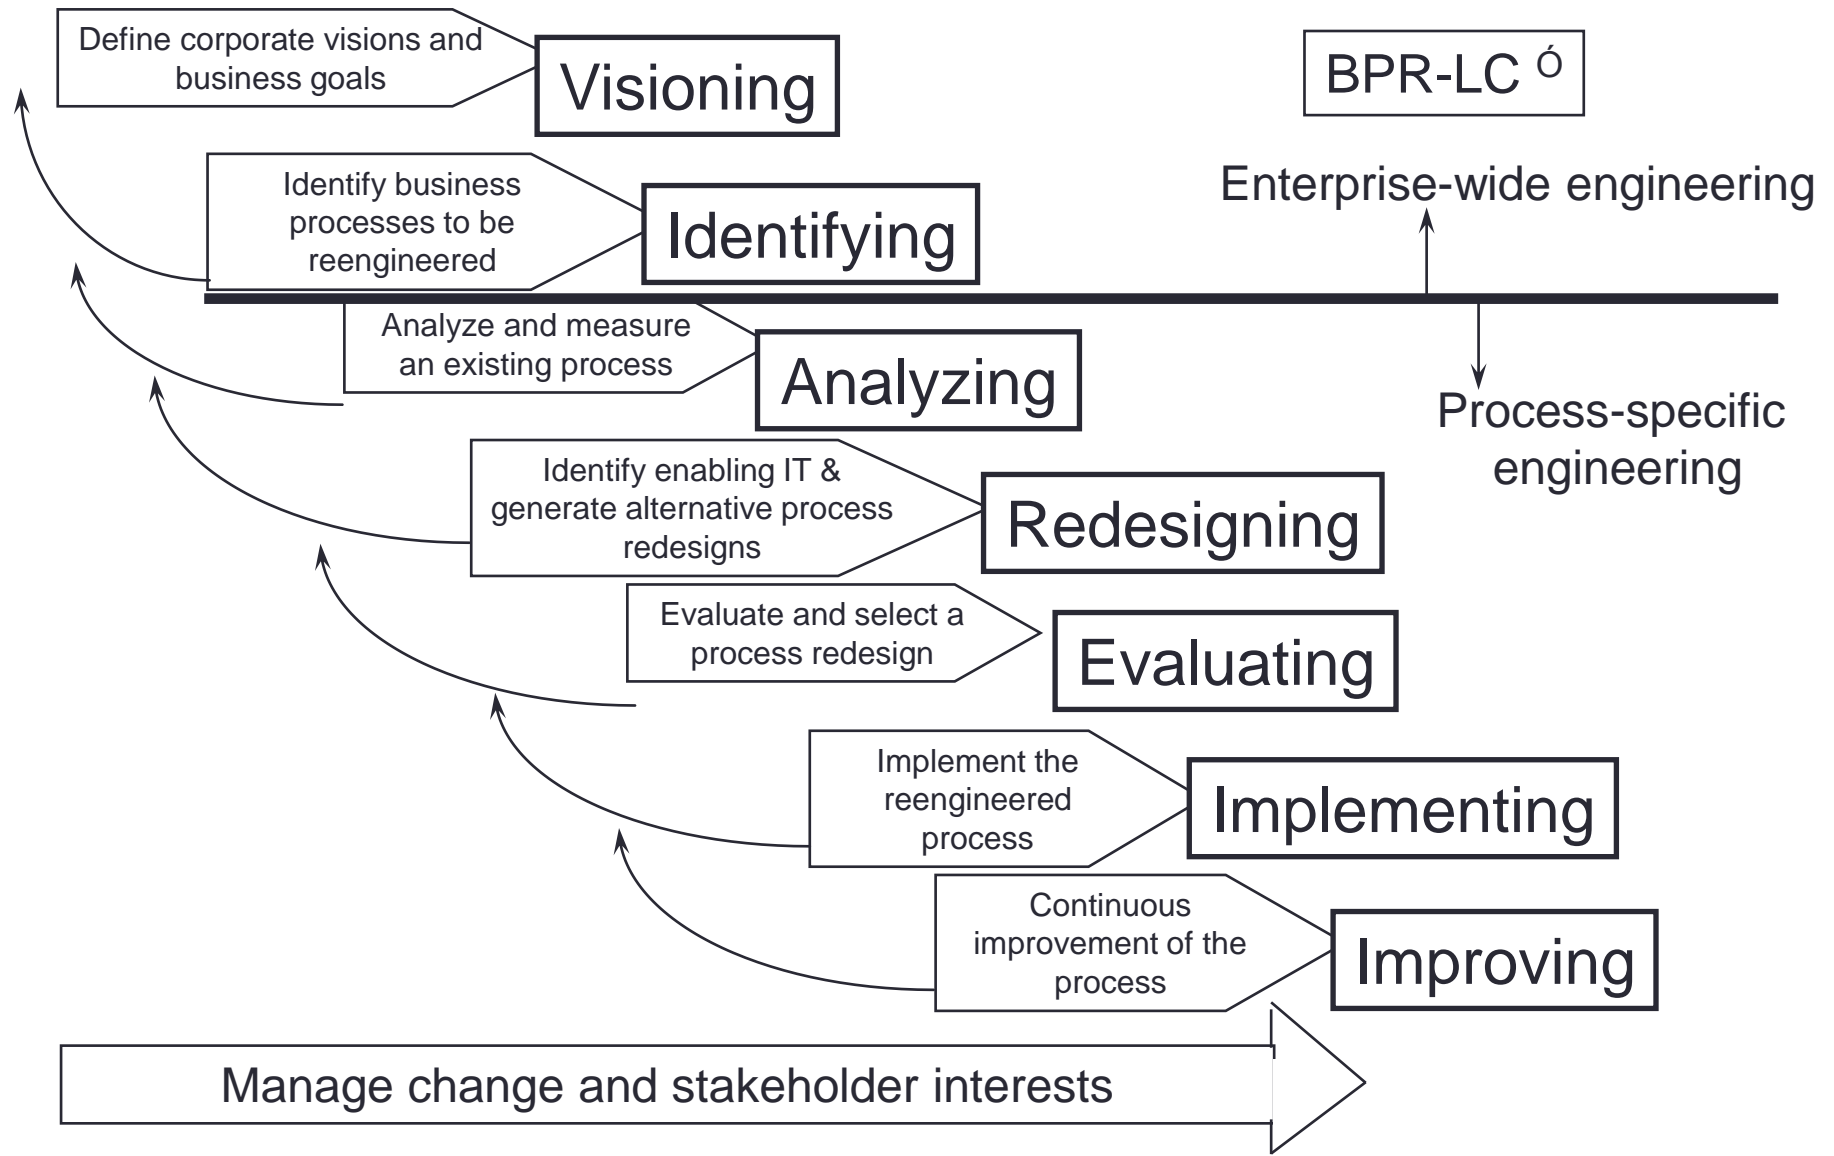 Define corporate visions and
business goals
Visioning
BPR-LC Ó
Identify business
processes to be
reengineered
Identifying
Enterprise-wide engineering
Analyze and measure
an existing process
Analyzing
Process-specific
engineering
Identify enabling IT &
generate alternative process
redesigns
Redesigning
Evaluate and select a
process redesign
Evaluating
Implement the
reengineered
process
Implementing
Continuous
improvement of the
process
Improving
Manage change and stakeholder interests